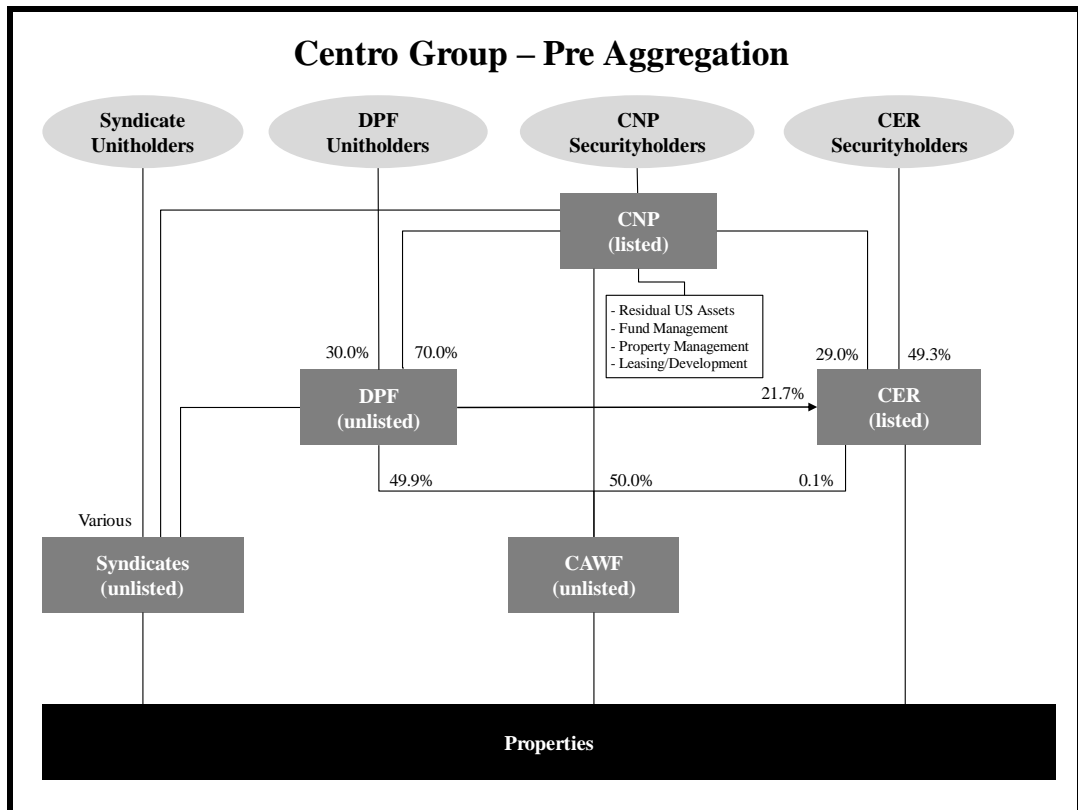 Centro Group – Pre Aggregation
Syndicate
Unitholders
DPF
Unitholders
CNP
Securityholders
CER
Securityholders
CNP
(listed)
- Residual US Assets
- Fund Management
- Property Management
- Leasing/Development
30.0%
70.0%
29.0%
49.3%
DPF
(unlisted)
21.7%
CER
(listed)
49.9%
50.0%
0.1%
Various
Syndicates
(unlisted)
CAWF
(unlisted)
Properties